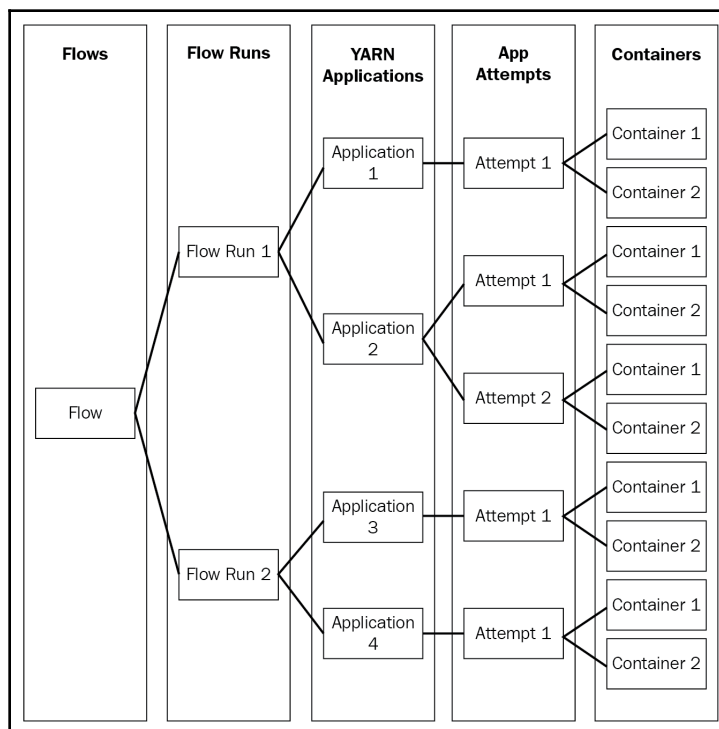 Flows
Flow Runs
YARN
Applications
App
Attempts
Containers
Flow
Flow Run 1
Flow Run 2
Application
1
Application
2
Application
3
Application
4
Attempt 1
Attempt 1
Attempt 2
Attempt 1
Attempt 1
Container 1
Container 2
Container 1
Container 2
Container 1
Container 2
Container 1
Container 2
Container 1
Container 2